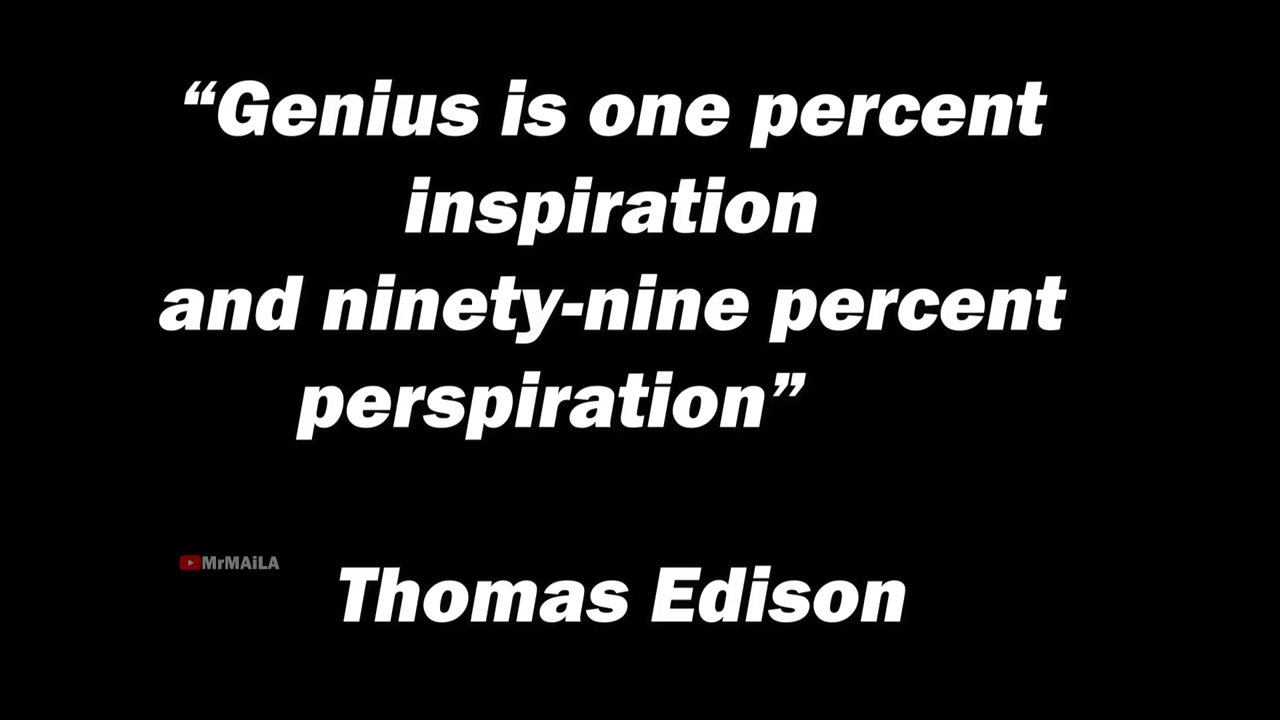 “Genius is one percent
inspiration
and ninety-nine percent
perspiration”
MrMAiLA
Thomas Edison